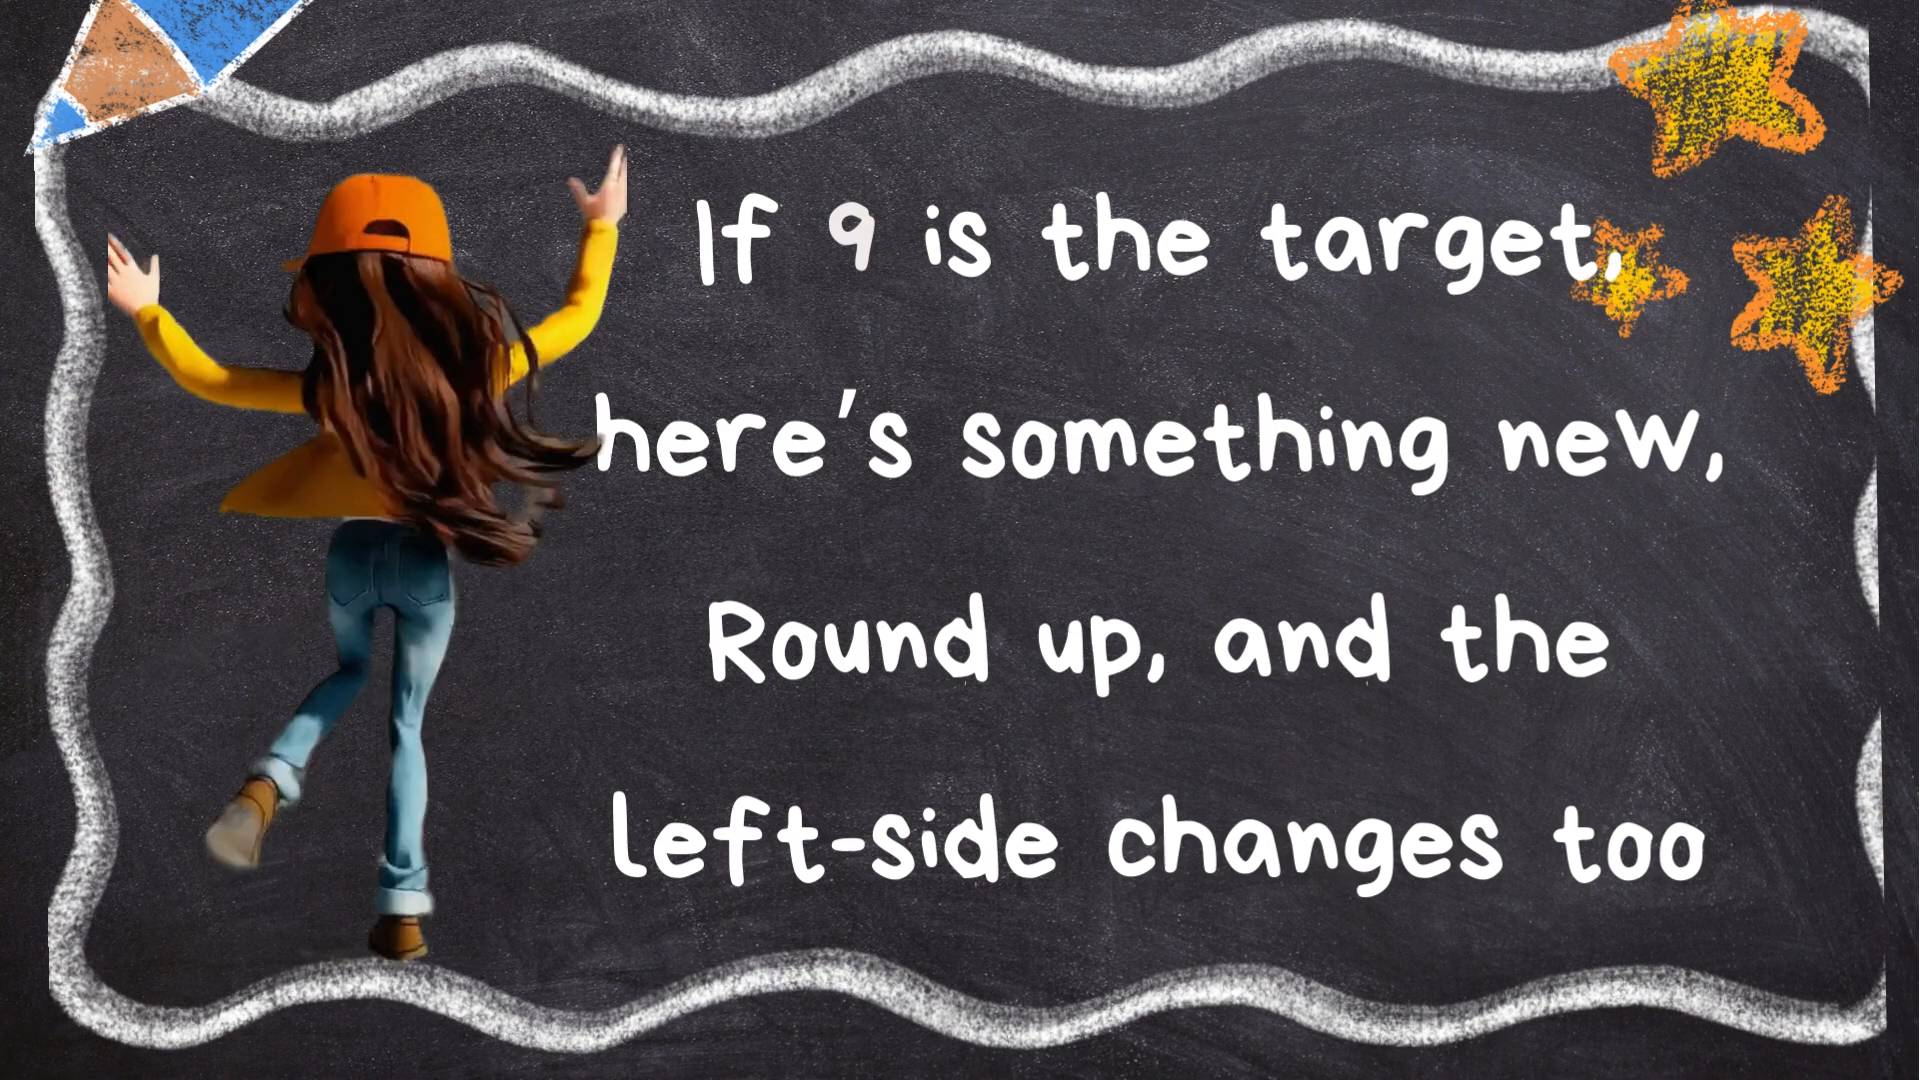 If 9 is the target,
here's something new,
Round up, and the
left-side changes too